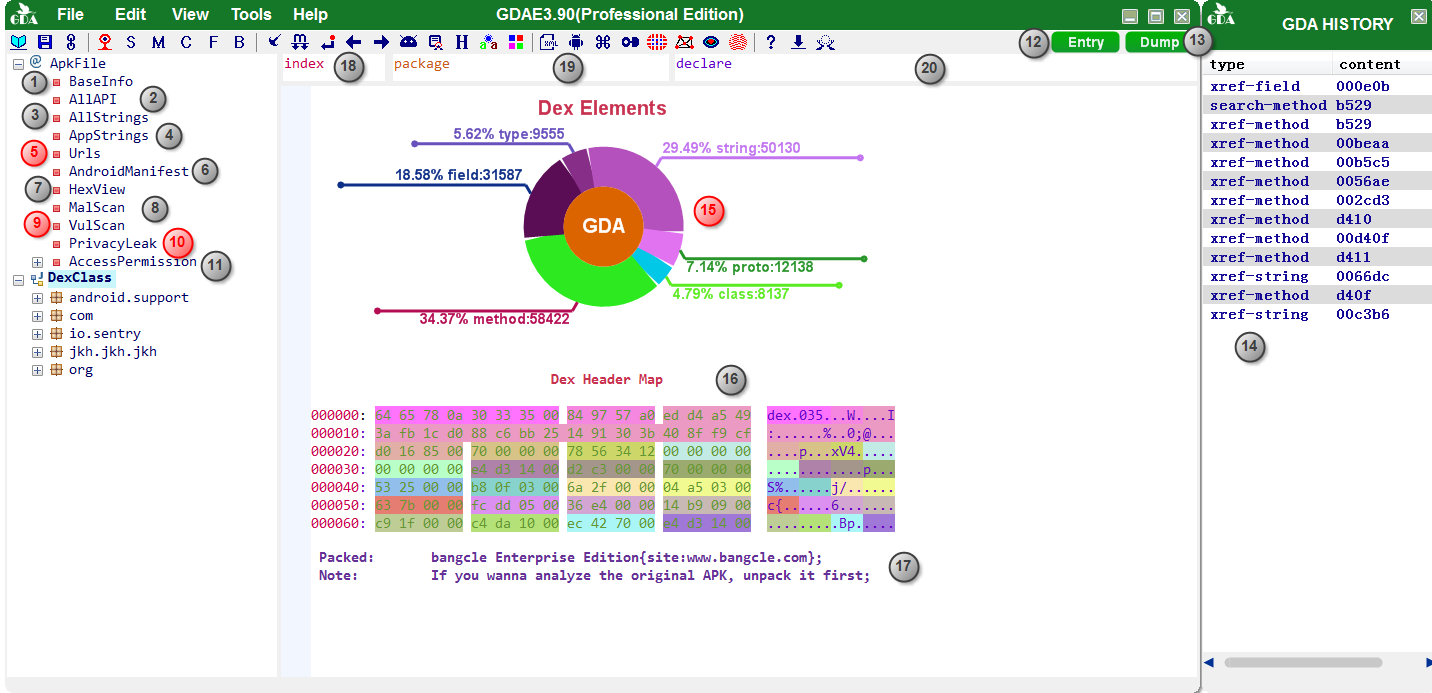 GDA File Edit View Tools Help GDAE3.90(Professional Edition)
GDA GDA HISTORY
S M C F B H XML ?
12 Entry Dump 13
@ ApkFile
1 BaseInfo
AllAPI 2
3 AllStrings
AppStrings 4
5 Urls
AndroidManifest 6
7 HexView
MalScan 8
9 VulScan
PrivacyLeak 10
AccessPermission 11
DexClass
android.support
com
io.sentry
jkh.jkh.jkh
org
index 18 package 19 declare 20
Dex Elements
5.62% type:9555
29.49% string:50130
18.58% field:31587
GDA
15
7.14% proto:12138
4.79% class:8137
34.37% method:58422
Dex Header Map 16
000000: 64 65 78 0a 30 33 35 00 84 97 57 a0 ed d4 a5 49 dex.035...W....I
000010: 3a fb 1c d0 88 c6 bb 25 14 91 30 3b 40 8f f9 cf :......%..0;@...
000020: d0 16 85 00 70 00 00 00 78 56 34 12 00 00 00 00 ....p...xV4.....
000030: 00 00 00 00 e4 d3 14 00 d2 c3 00 00 70 00 00 00 ............p...
000040: 53 25 00 00 b8 0f 03 00 6a 2f 00 00 04 a5 03 00 S%......j/......
000050: 63 7b 00 00 fc dd 05 00 36 e4 00 00 14 b9 09 00 c{......6.......
000060: c9 1f 00 00 c4 da 10 00 ec 42 70 00 e4 d3 14 00 .........Bp.....
Packed: bangcle Enterprise Edition{site:www.bangcle.com};
Note: If you wanna analyze the original APK, unpack it first;
17
type content
xref-field 000e0b
search-method b529
xref-method b529
xref-method 00beaa
xref-method 00b5c5
xref-method 0056ae
xref-method 002cd3
xref-method d410
xref-method 00d40f
xref-method d411
xref-string 0066dc
xref-method d40f
xref-string 00c3b6
14